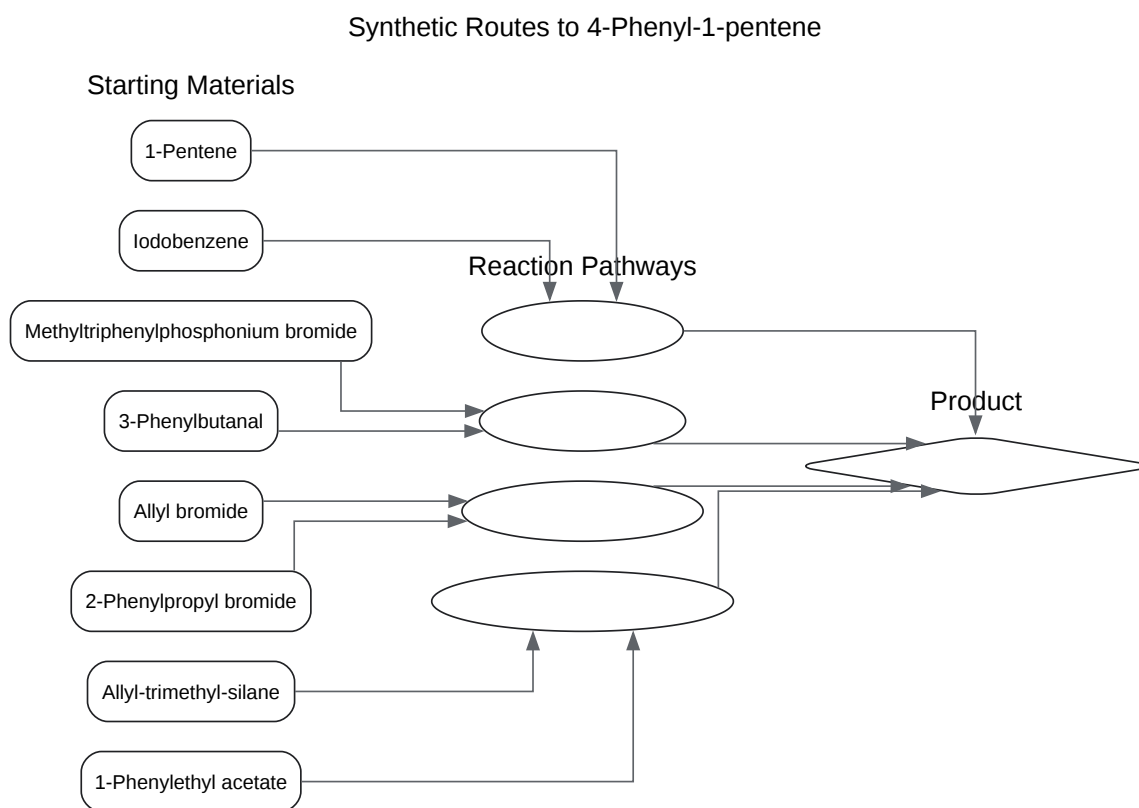 Synthetic Routes to 4-Phenyl-1-pentene
Starting Materials
1-Pentene
Iodobenzene
Reaction Pathways
Methyltriphenylphosphonium bromide
Product
3-Phenylbutanal
Allyl bromide
2-Phenylpropyl bromide
Allyl-trimethyl-silane
1-Phenylethyl acetate